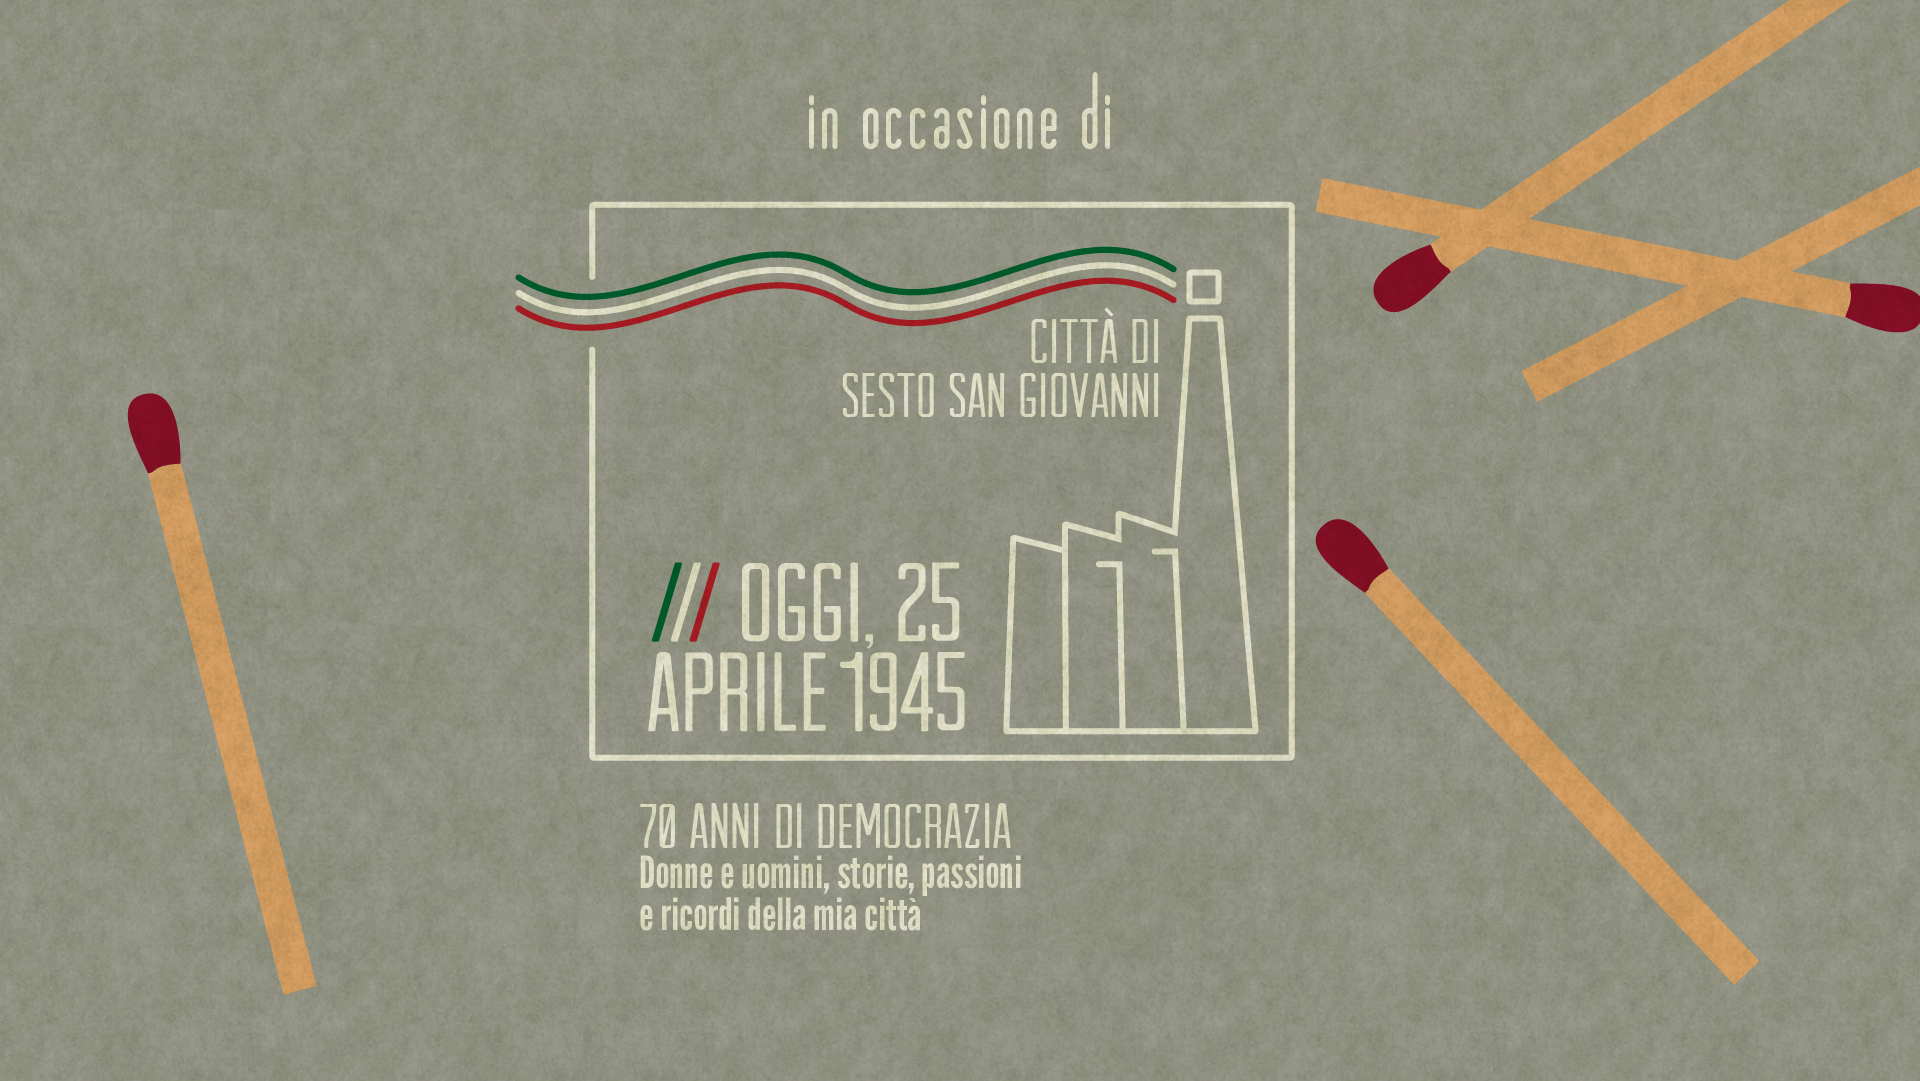 in occasione di
CITTÀ DI
SESTO SAN GIOVANNI
/// OGGI, 25
APRILE 1945
70 ANNI DI DEMOCRAZIA
Donne e uomini, storie, passioni
e ricordi della mia città